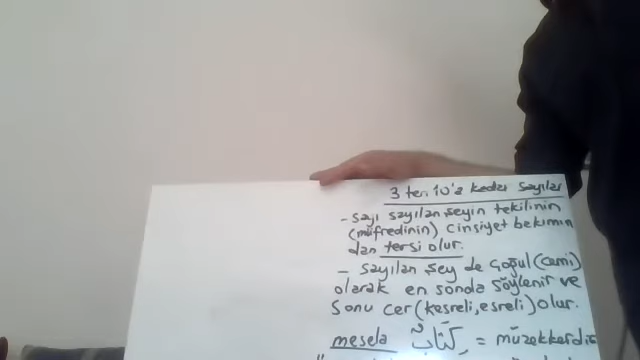 3 ten 10'a kadar sayılar
- sayı sayılan şeyin tekilinin
(müfredinin) cinsiyet bakımın
dan tersi olur.
- sayılan şey de çoğul (cemi)
olarak en sonda söylenir ve
Sonu cer (kesreli, esreli) olur.
mesela كِتَابٌ = müzekkerdir